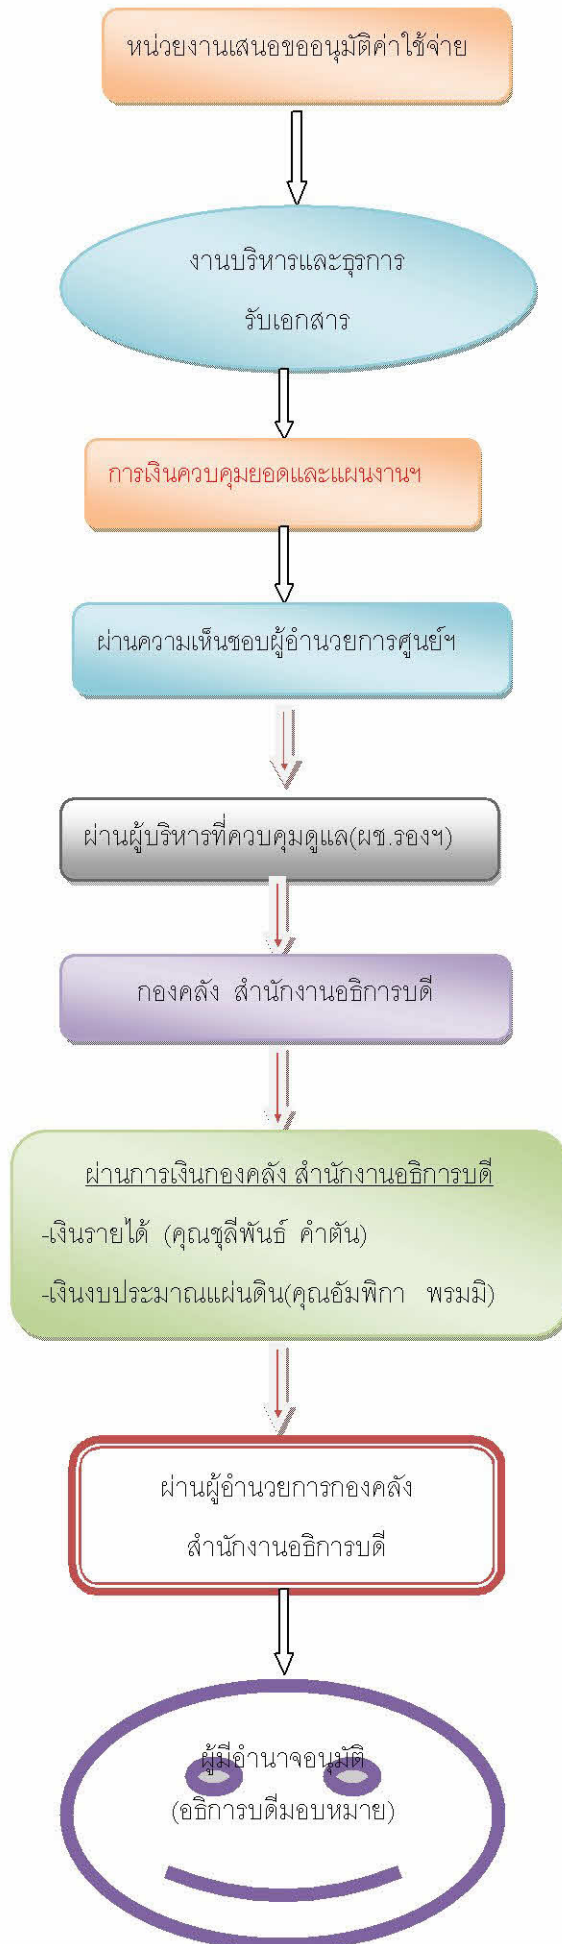 หน่วยงานเสนอขออนุมัติค่าใช้จ่าย
งานบริหารและธุรการ
รับเอกสาร
การเงินควบคุมยอดและแผนงานฯ
ผ่านความเห็นชอบผู้อำนวยการศูนย์ฯ
ผ่านผู้บริหารที่ควบคุมดูแล(ผช.รองฯ)
กองคลัง สำนักงานอธิการบดี
ผ่านการเงินกองคลัง สำนักงานอธิการบดี
-เงินรายได้ (คุณชุลีพันธ์ คำตัน)
-เงินงบประมาณแผ่นดิน(คุณอัมพิกา พรมมิ)
ผ่านผู้อำนวยการกองคลัง
สำนักงานอธิการบดี
ผู้มีอำนาจอนุมัติ
(อธิการบดีมอบหมาย)